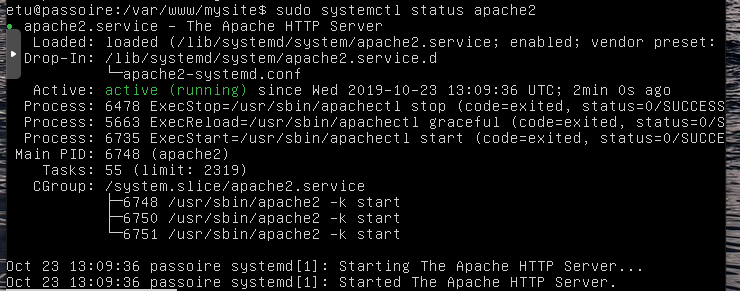 etu@passoire:/var/www/mysite$ sudo systemctl status apache2
● apache2.service - The Apache HTTP Server
   Loaded: loaded (/lib/systemd/system/apache2.service; enabled; vendor preset:
  Drop-In: /lib/systemd/system/apache2.service.d
           └─apache2-systemd.conf
   Active: active (running) since Wed 2019-10-23 13:09:36 UTC; 2min 0s ago
  Process: 6478 ExecStop=/usr/sbin/apachectl stop (code=exited, status=0/SUCCESS
  Process: 5663 ExecReload=/usr/sbin/apachectl graceful (code=exited, status=0/S
  Process: 6735 ExecStart=/usr/sbin/apachectl start (code=exited, status=0/SUCCE
 Main PID: 6748 (apache2)
    Tasks: 55 (limit: 2319)
   CGroup: /system.slice/apache2.service
           ├─6748 /usr/sbin/apache2 -k start
           ├─6750 /usr/sbin/apache2 -k start
           └─6751 /usr/sbin/apache2 -k start
Oct 23 13:09:36 passoire systemd[1]: Starting The Apache HTTP Server...
Oct 23 13:09:36 passoire systemd[1]: Started The Apache HTTP Server.